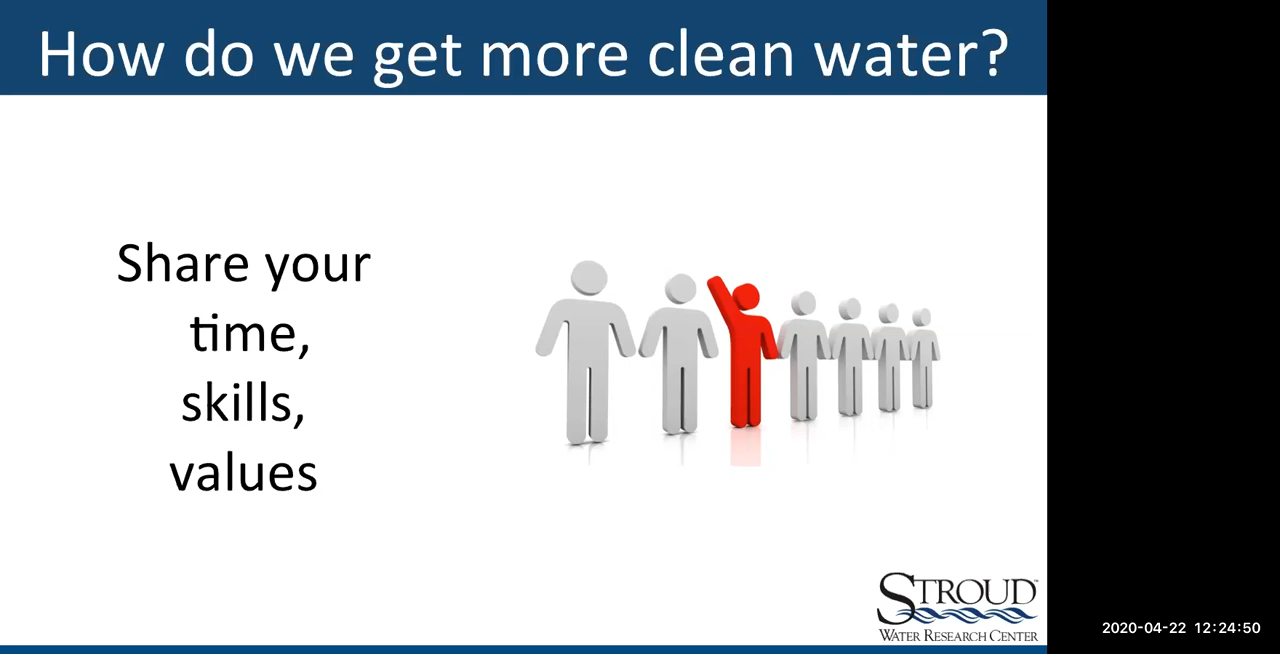 How do we get more clean water?
Share your
time,
skills,
values
STROUD™
WATER RESEARCH CENTER
2020-04-22 12:24:50